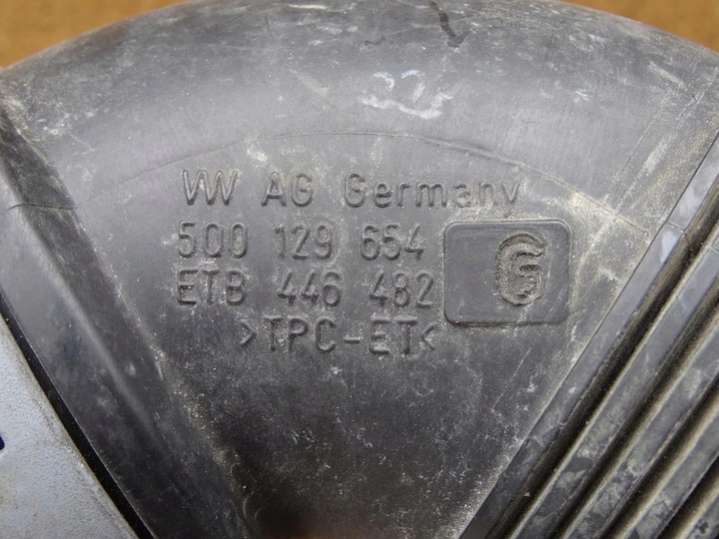 VW AG Germany
5Q0 129 654 G
ETB 446 482
>TPC-ET<